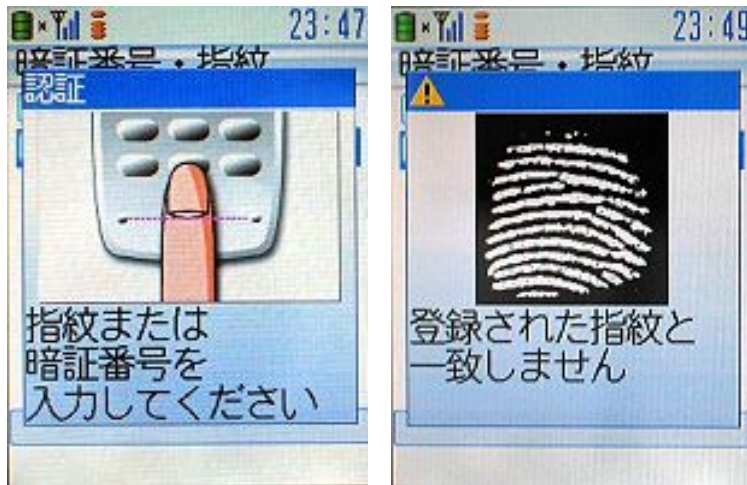 23:47
暗証番号・指紋
認証
指紋または
暗証番号を
入力してください
23:49
暗証番号・指紋
登録された指紋と
一致しません